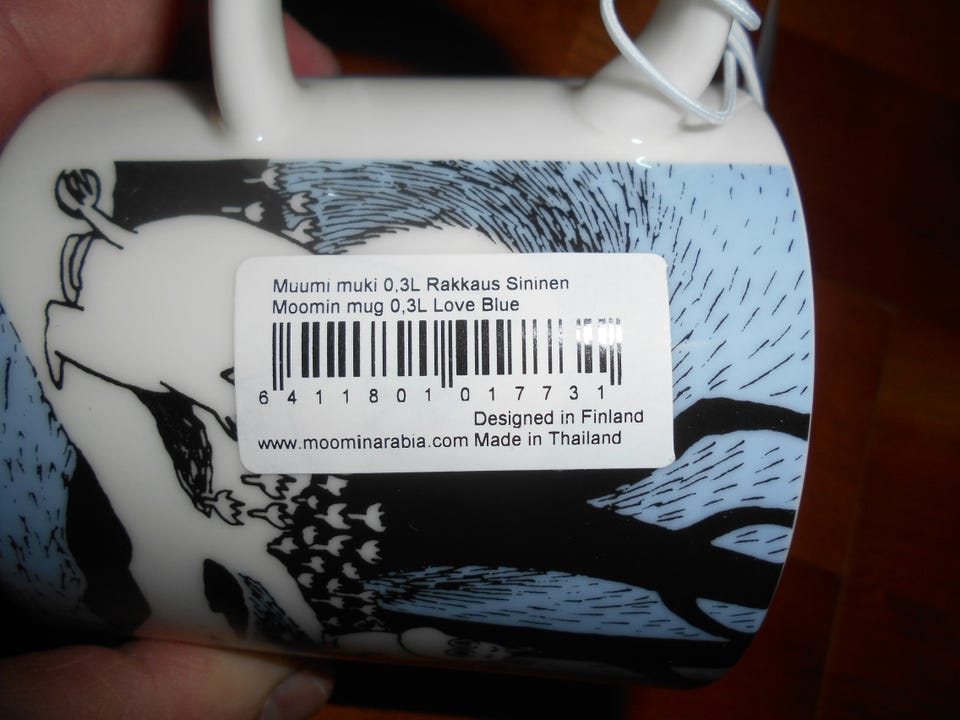 Muumi muki 0,3L Rakkaus Sininen
Moomin mug 0,3L Love Blue
6 411801 017731
Designed in Finland
www.moominarabia.com Made in Thailand